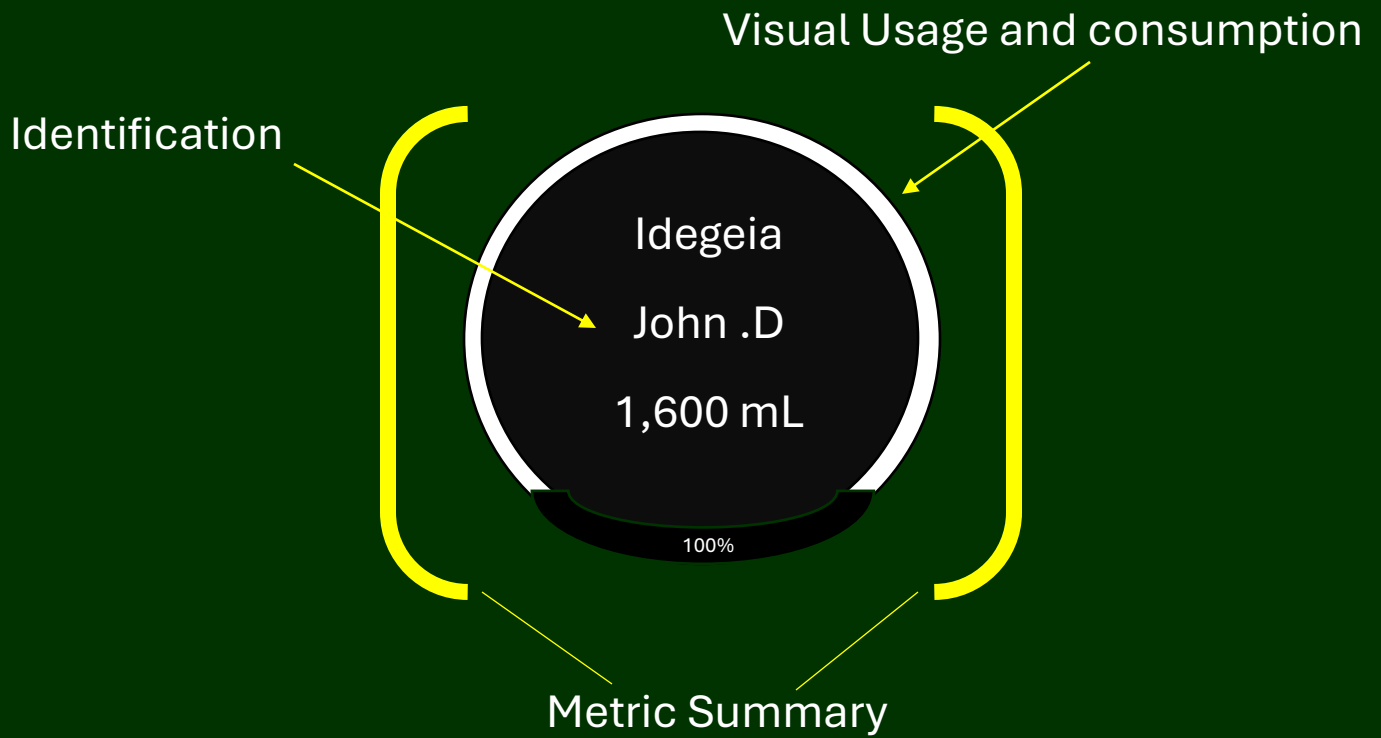 Visual Usage and consumption
Identification
Idegeia
John .D
1,600 mL
100%
Metric Summary